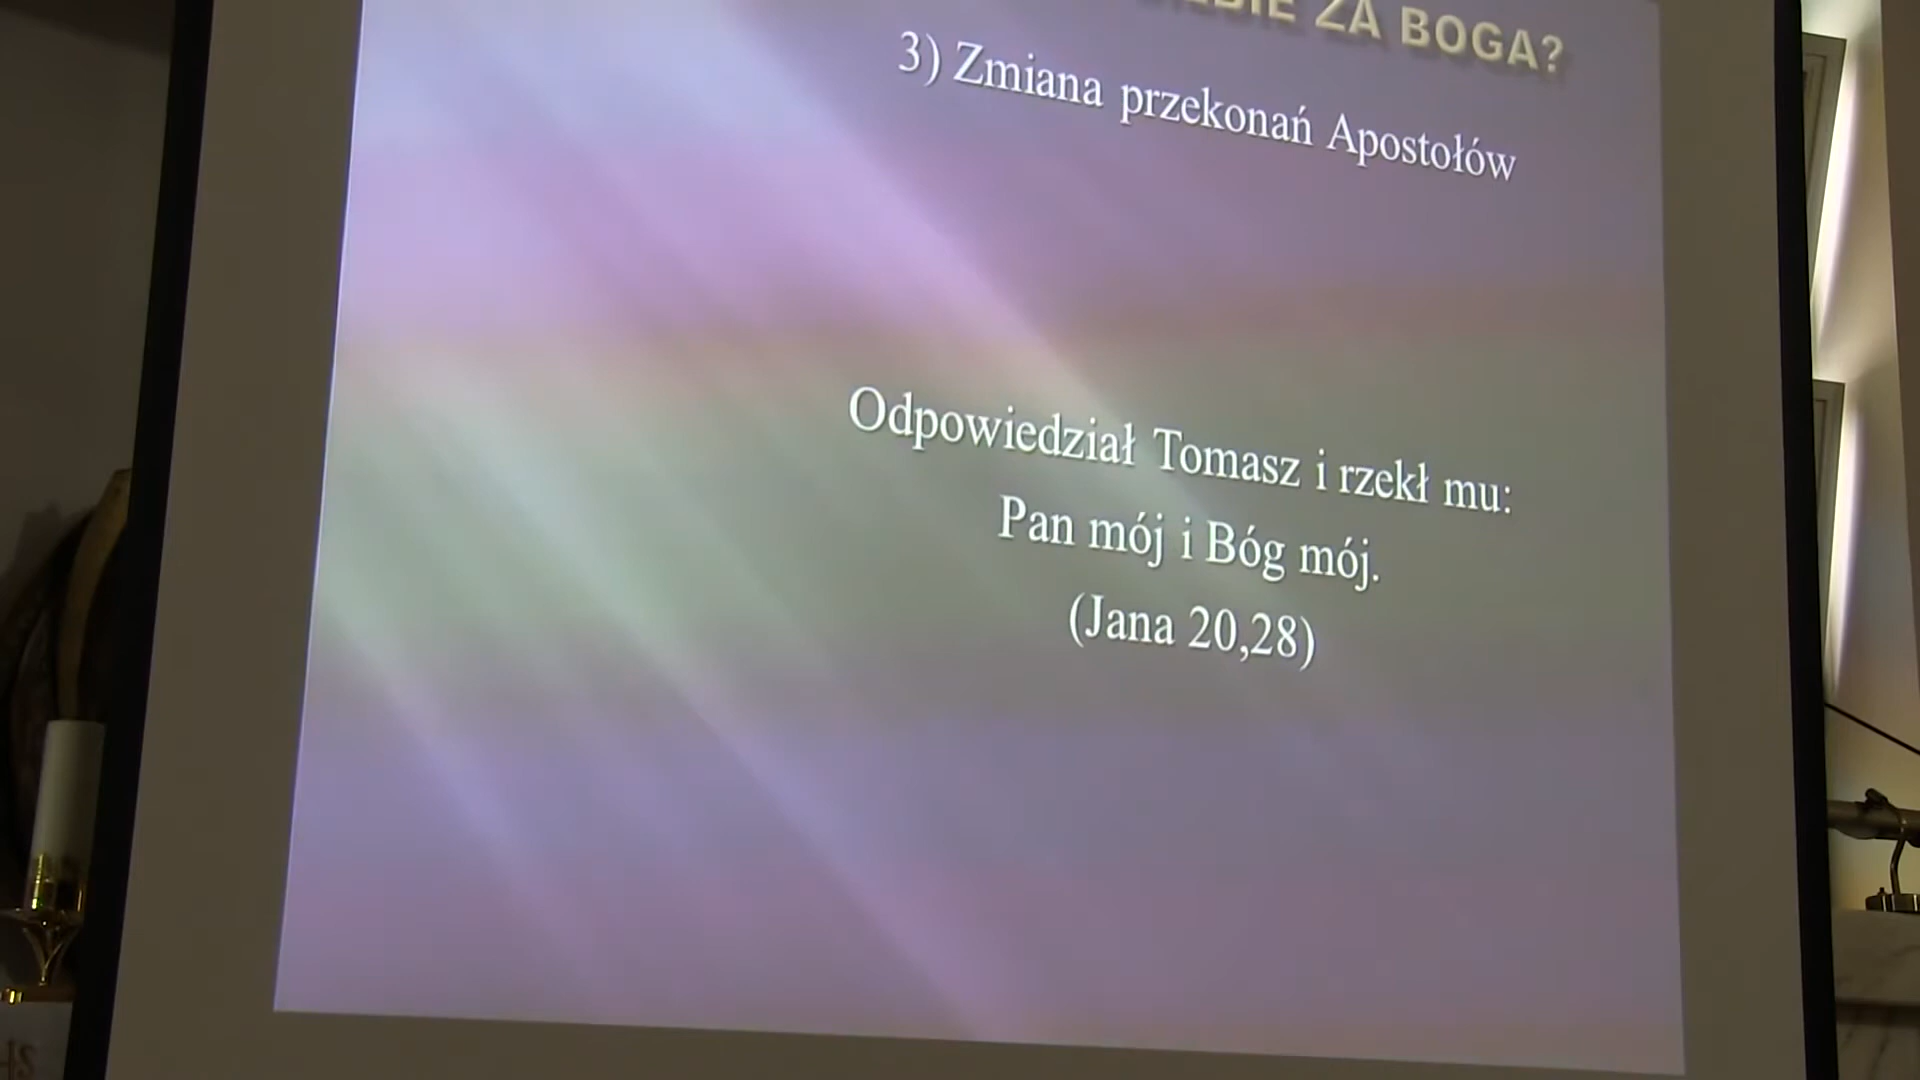 ZA BOGA?
3) Zmiana przekonań Apostołów
Odpowiedział Tomasz i rzekł mu:
Pan mój i Bóg mój.
(Jana 20,28)